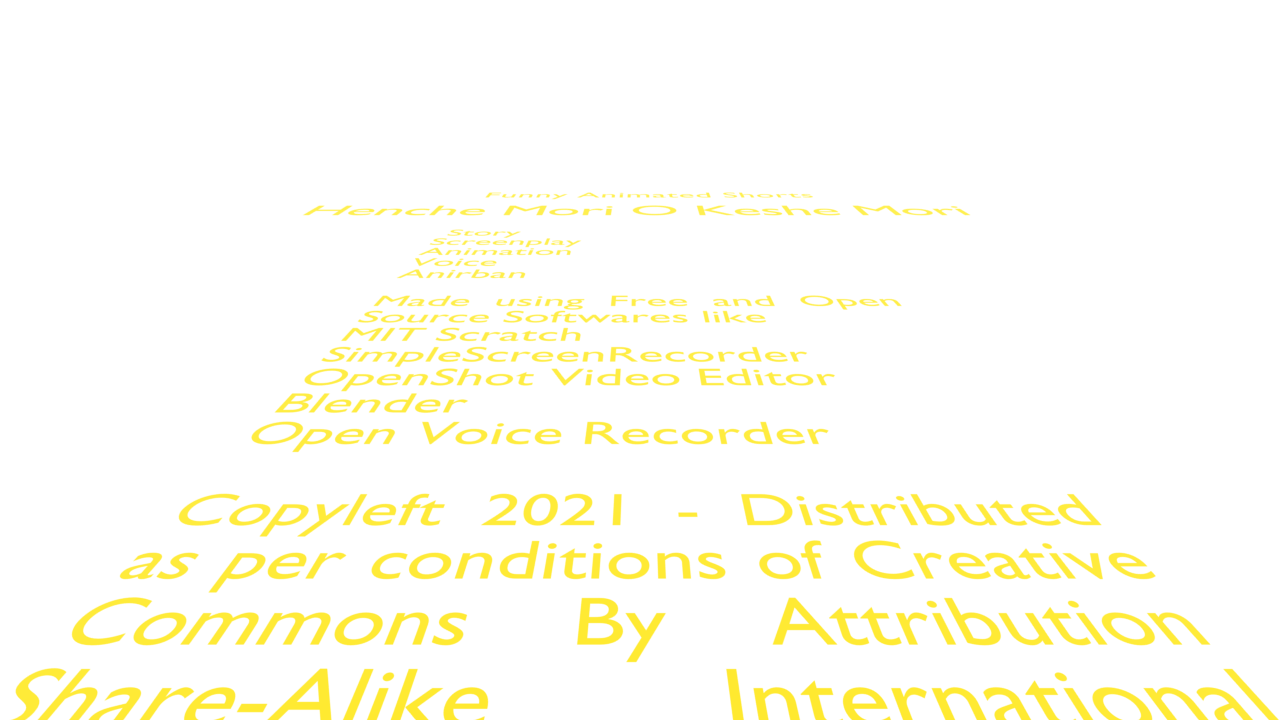 Funny Animated Shorts
Henche Mori O Keshe Mori
Story
Screenplay
Animation
Voice
Anirban
Made using Free and Open
Source Softwares like
MIT Scratch
SimpleScreenRecorder
OpenShot Video Editor
Blender
Open Voice Recorder
Copyleft 2021 - Distributed
as per conditions of Creative
Commons By Attribution
Share-Alike International